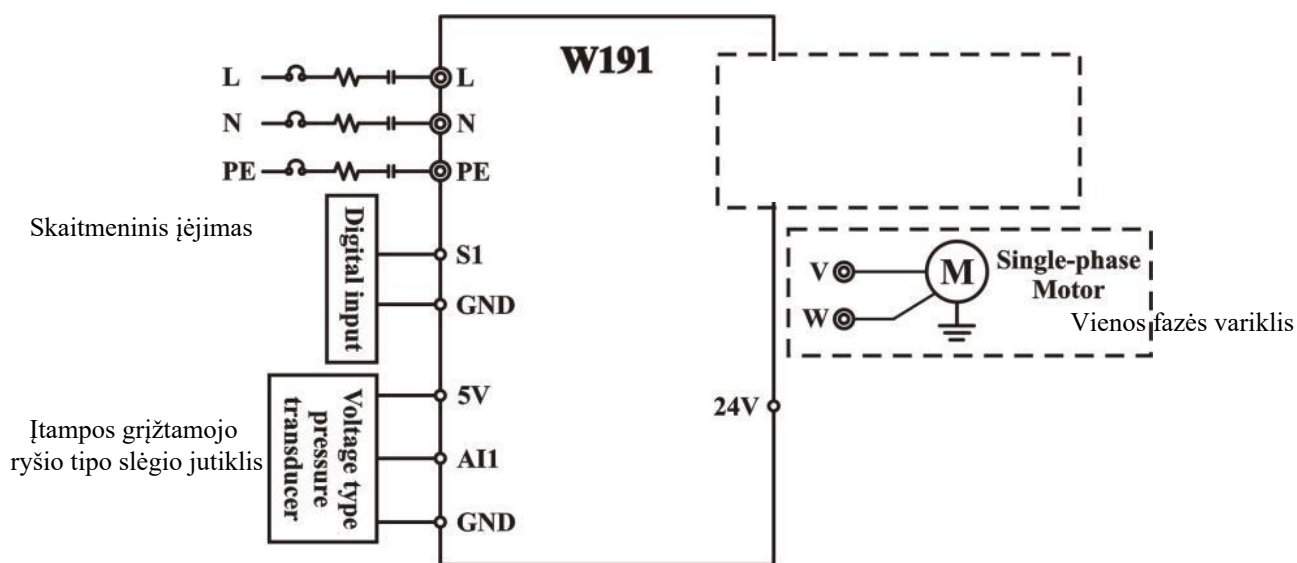 W191
L
L
N
N
PE
PE
Skaitmeninis įėjimas
Digital input
S1
GND
Įtampos grįžtamojo
ryšio tipo slėgio jutiklis
Voltage type
pressure
transducer
5V
AI1
GND
V
W
M
Single-phase
Motor
Vienos fazės variklis
24V